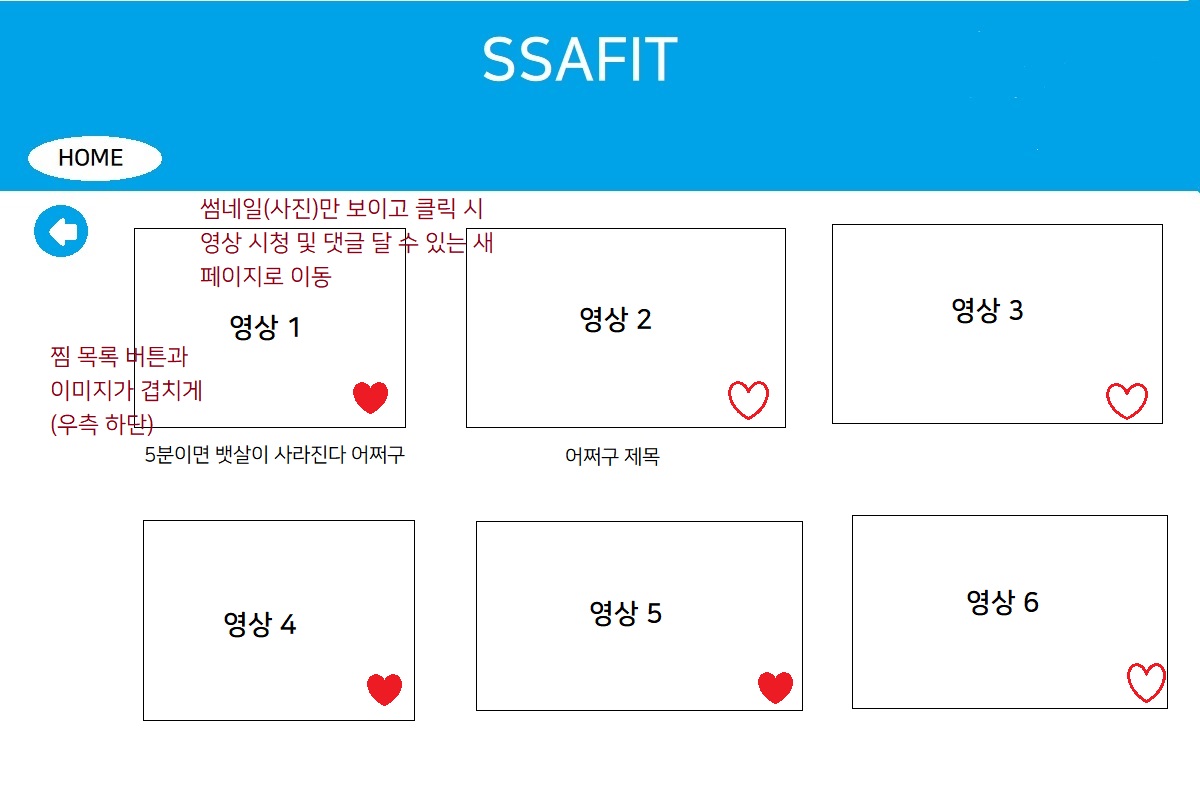 SSAFIT
HOME
썸네일(사진)만 보이고 클릭 시
영상 시청 및 댓글 달 수 있는 새
페이지로 이동
영상 1
영상 2
영상 3
찜 목록 버튼과
이미지가 겹치게
(우측 하단)
5분이면 뱃살이 사라진다 어쩌구
어쩌구 제목
영상 4
영상 5
영상 6